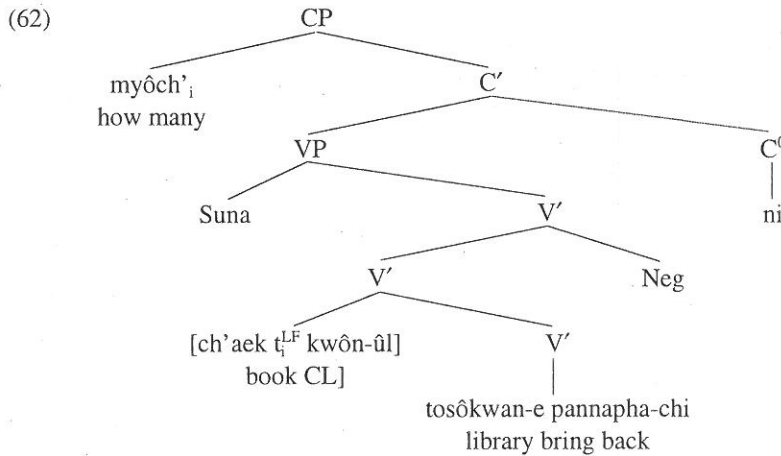 (62) CP
myôch'ᵢ C′
how many
VP C⁰
Suna V′ ni
V′ Neg
[ch'aek tᵢᴸᶠ kwôn-ûl] V′
book CL]
tosôkwan-e pannapha-chi
library bring back